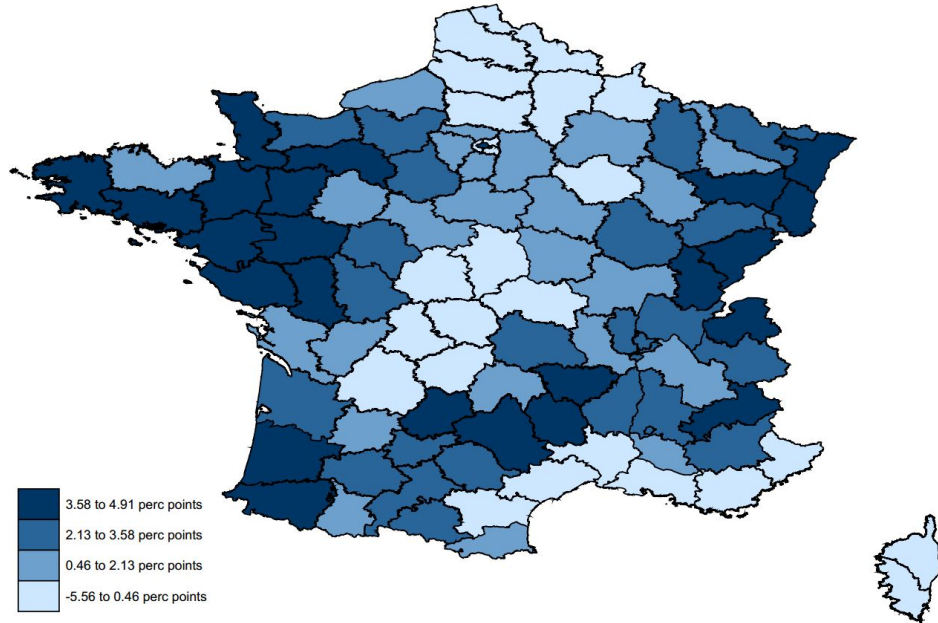 3.58 to 4.91 perc points
2.13 to 3.58 perc points
0.46 to 2.13 perc points
-5.56 to 0.46 perc points